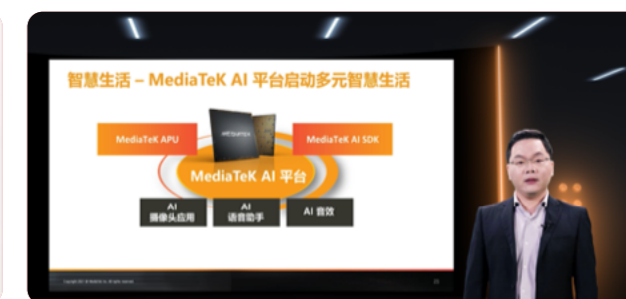 智慧生活 – MediaTeK AI 平台启动多元智慧生活
MEDIATEK
MediaTeK APU
MediaTeK AI SDK
MediaTeK AI 平台
AI
摄像头应用
AI
语音助手
AI 音效